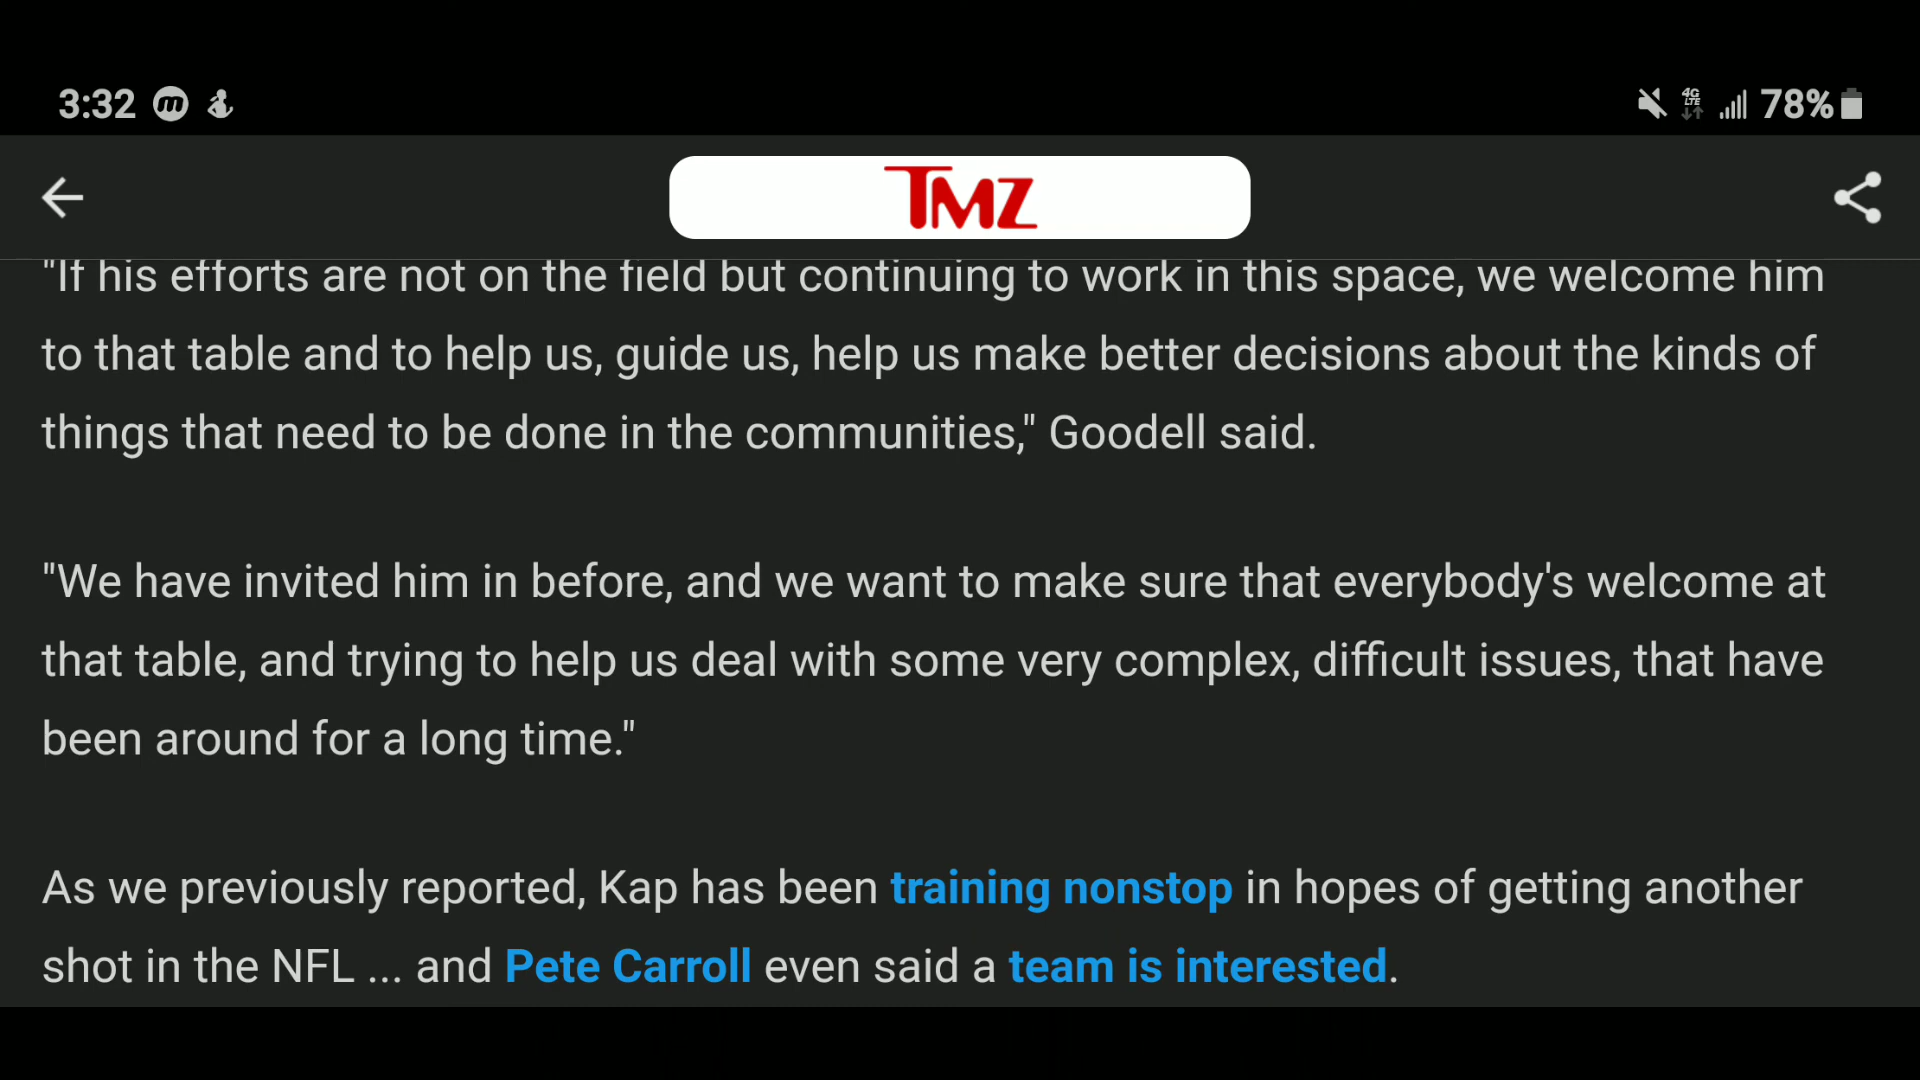 3:32 m 4G LTE 78%
TMZ
"If his efforts are not on the field but continuing to work in this space, we welcome him
to that table and to help us, guide us, help us make better decisions about the kinds of
things that need to be done in the communities," Goodell said.
"We have invited him in before, and we want to make sure that everybody's welcome at
that table, and trying to help us deal with some very complex, difficult issues, that have
been around for a long time."
As we previously reported, Kap has been training nonstop in hopes of getting another
shot in the NFL ... and Pete Carroll even said a team is interested.